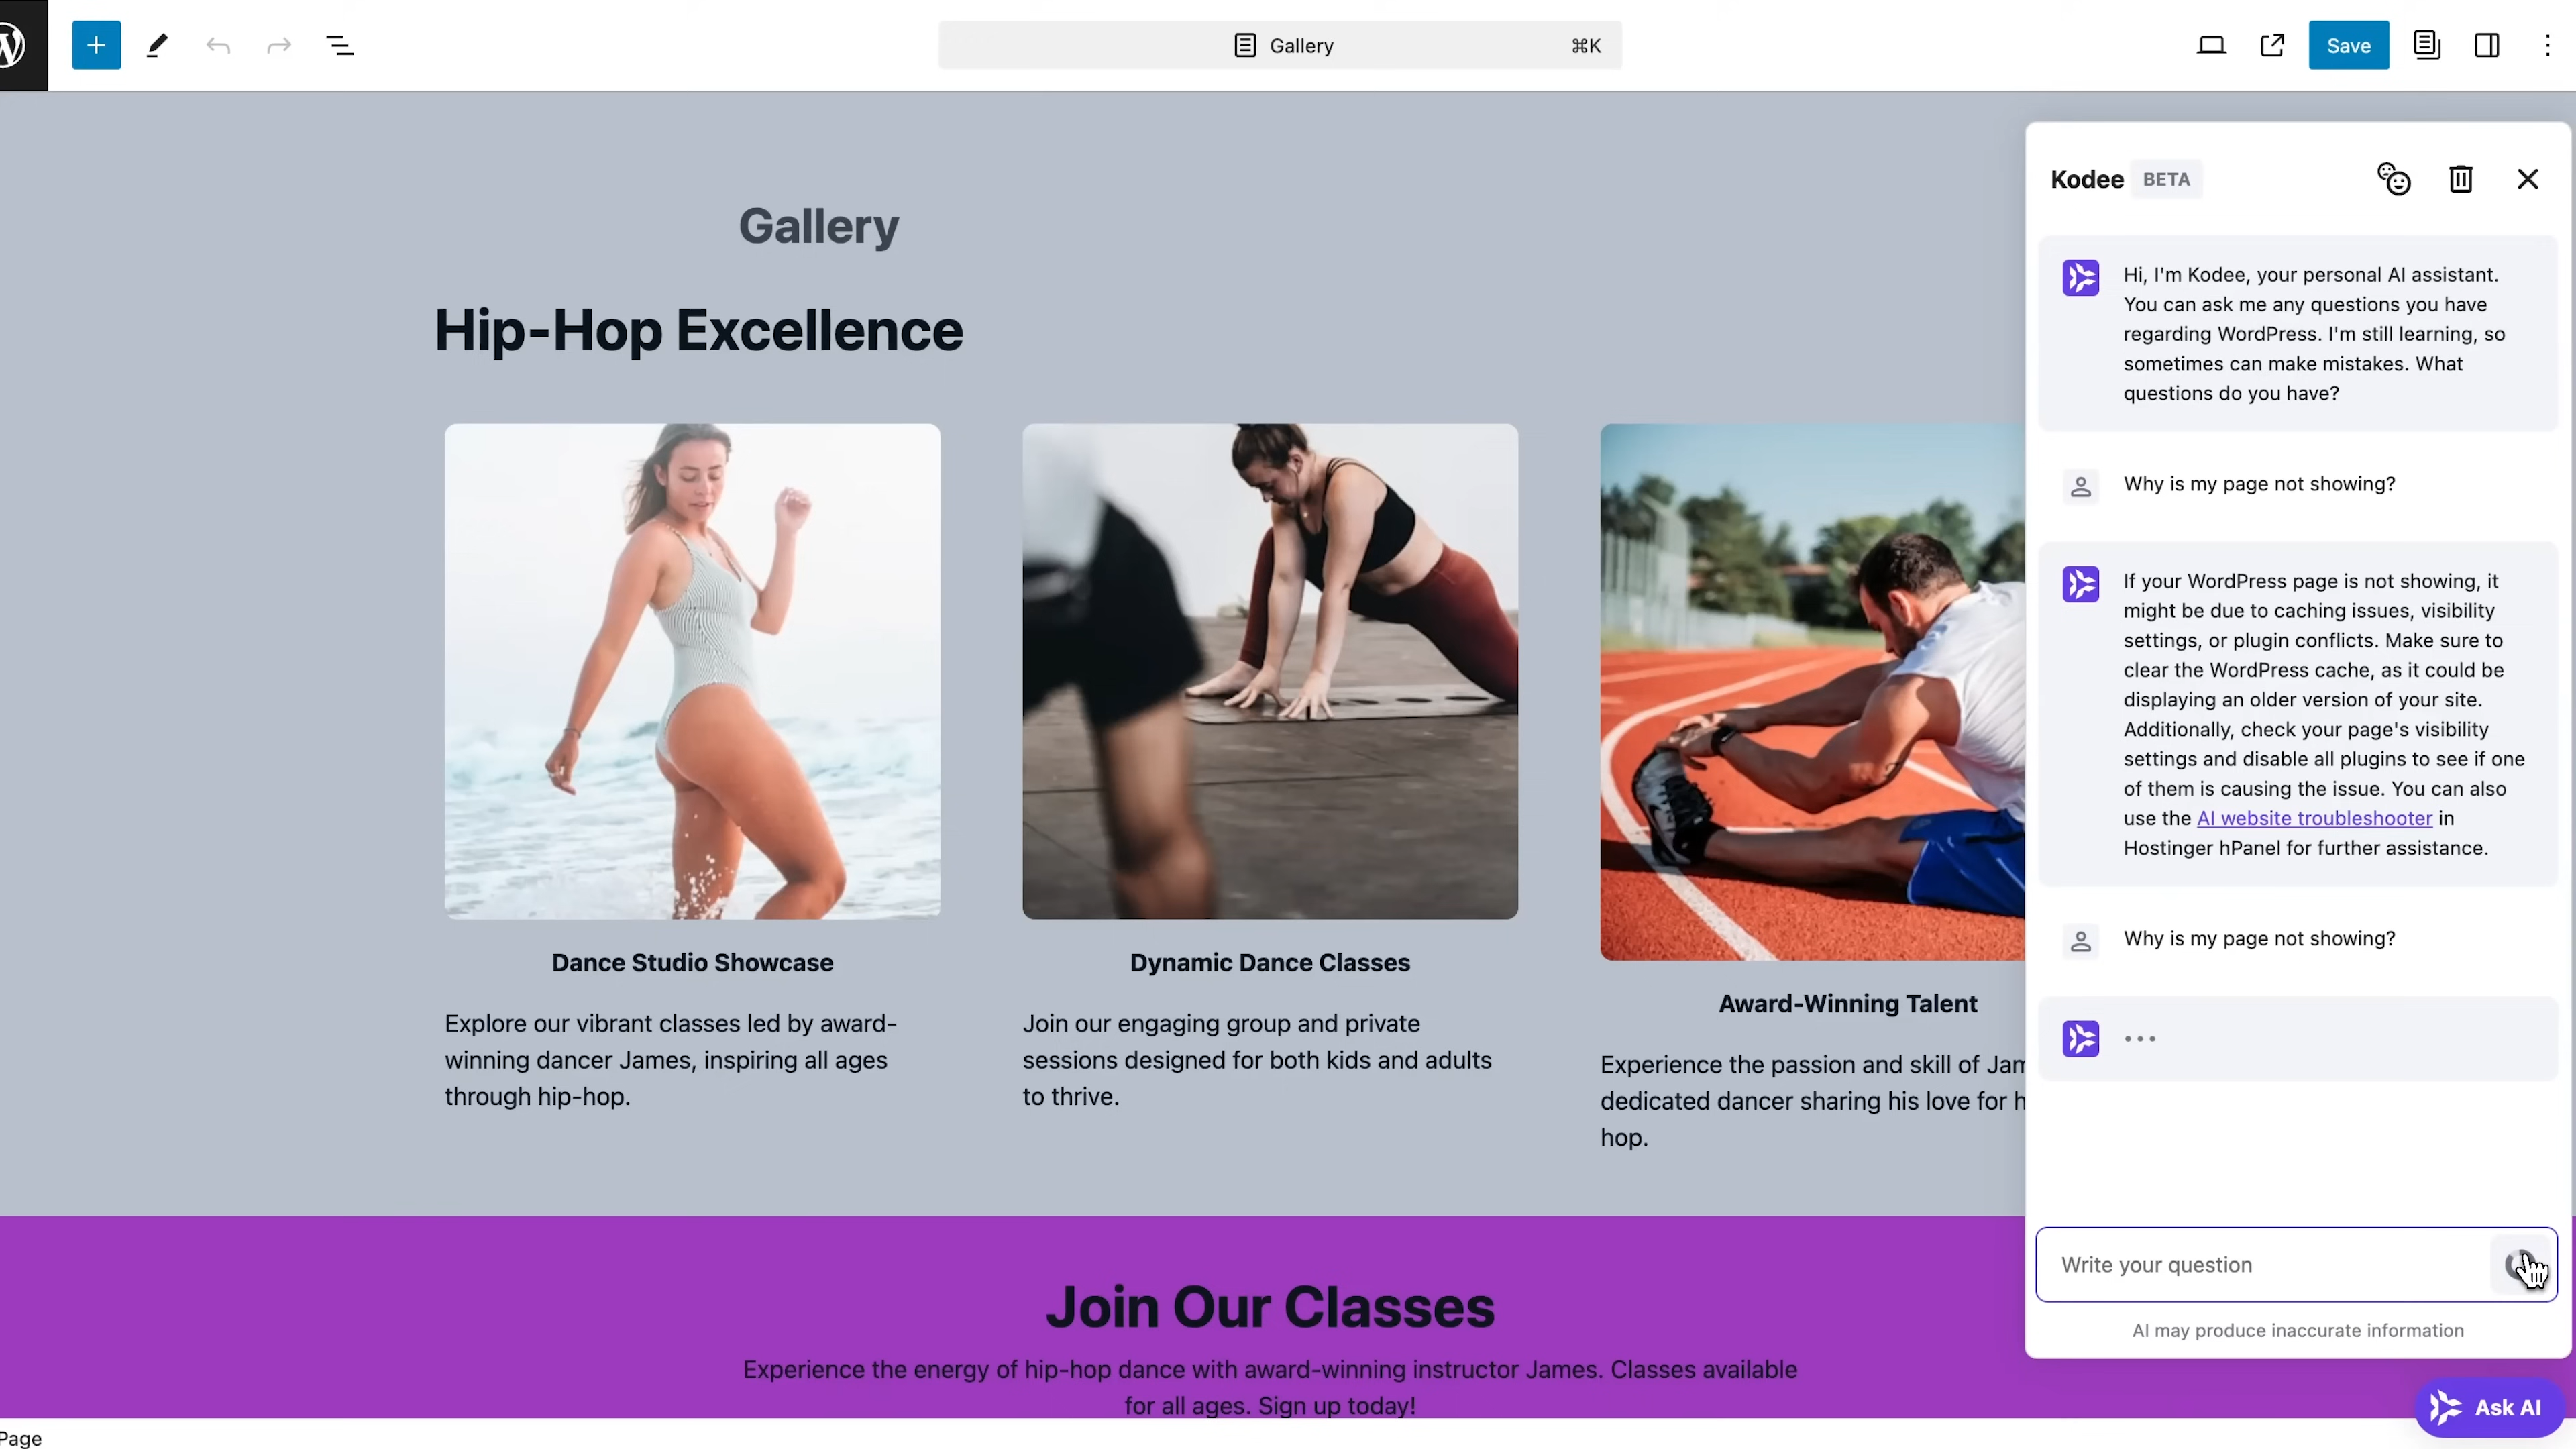 Gallery ⌘K
Save
Gallery
Hip-Hop Excellence
Dance Studio Showcase
Explore our vibrant classes led by award-
winning dancer James, inspiring all ages
through hip-hop.
Dynamic Dance Classes
Join our engaging group and private
sessions designed for both kids and adults
to thrive.
Award-Winning Talent
Experience the passion and skill of Jam
dedicated dancer sharing his love for h
hop.
Join Our Classes
Experience the energy of hip-hop dance with award-winning instructor James. Classes available
for all ages. Sign up today!
Page
Kodee BETA
Hi, I'm Kodee, your personal AI assistant.
You can ask me any questions you have
regarding WordPress. I'm still learning, so
sometimes can make mistakes. What
questions do you have?
Why is my page not showing?
If your WordPress page is not showing, it
might be due to caching issues, visibility
settings, or plugin conflicts. Make sure to
clear the WordPress cache, as it could be
displaying an older version of your site.
Additionally, check your page's visibility
settings and disable all plugins to see if one
of them is causing the issue. You can also
use the AI website troubleshooter in
Hostinger hPanel for further assistance.
Why is my page not showing?
Write your question
AI may produce inaccurate information
Ask AI